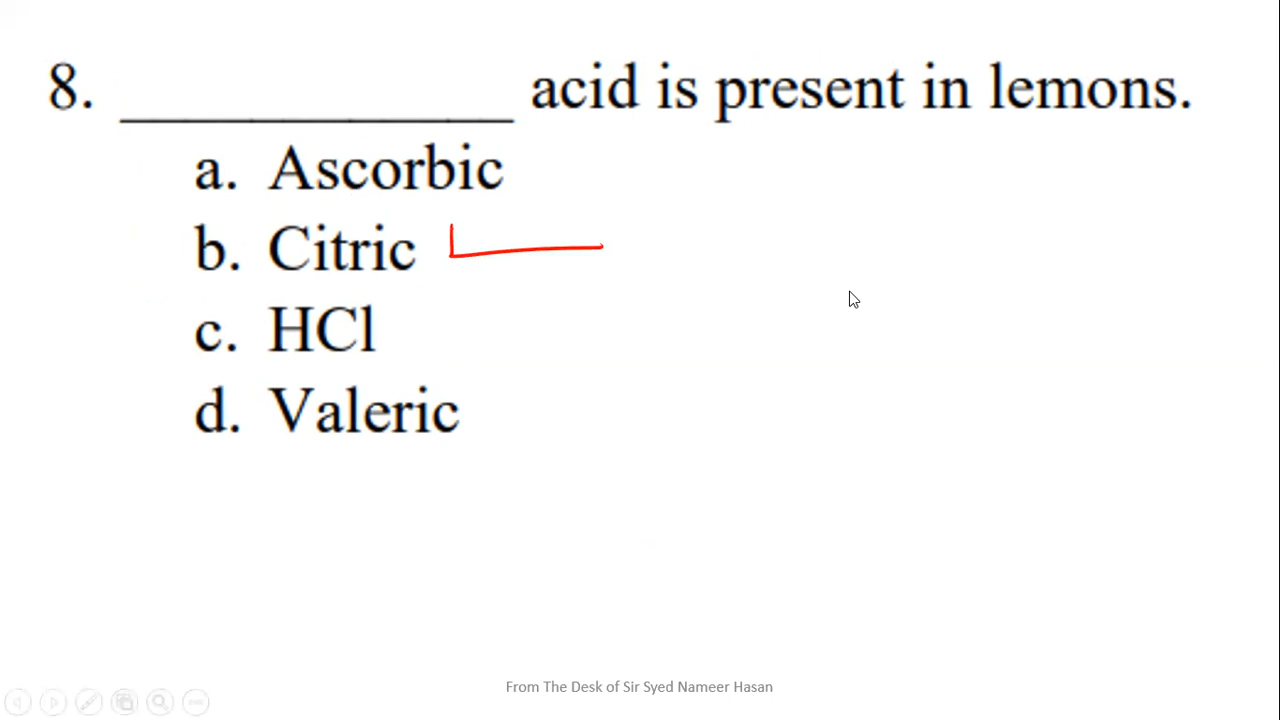 8. ____________ acid is present in lemons.
a. Ascorbic
b. Citric
c. HCl
d. Valeric
From The Desk of Sir Syed Nameer Hasan